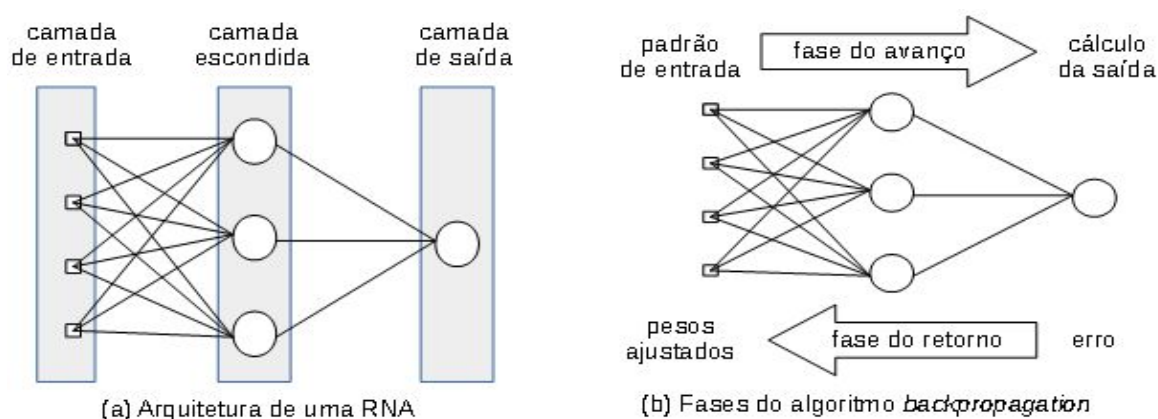 camada
de entrada
camada
escondida
camada
de saída
(a) Arquitetura de uma RNA
padrão
de entrada
fase do avanço
cálculo
da saída
pesos
ajustados
fase do retorno
erro
(b) Fases do algoritmo backpropagation